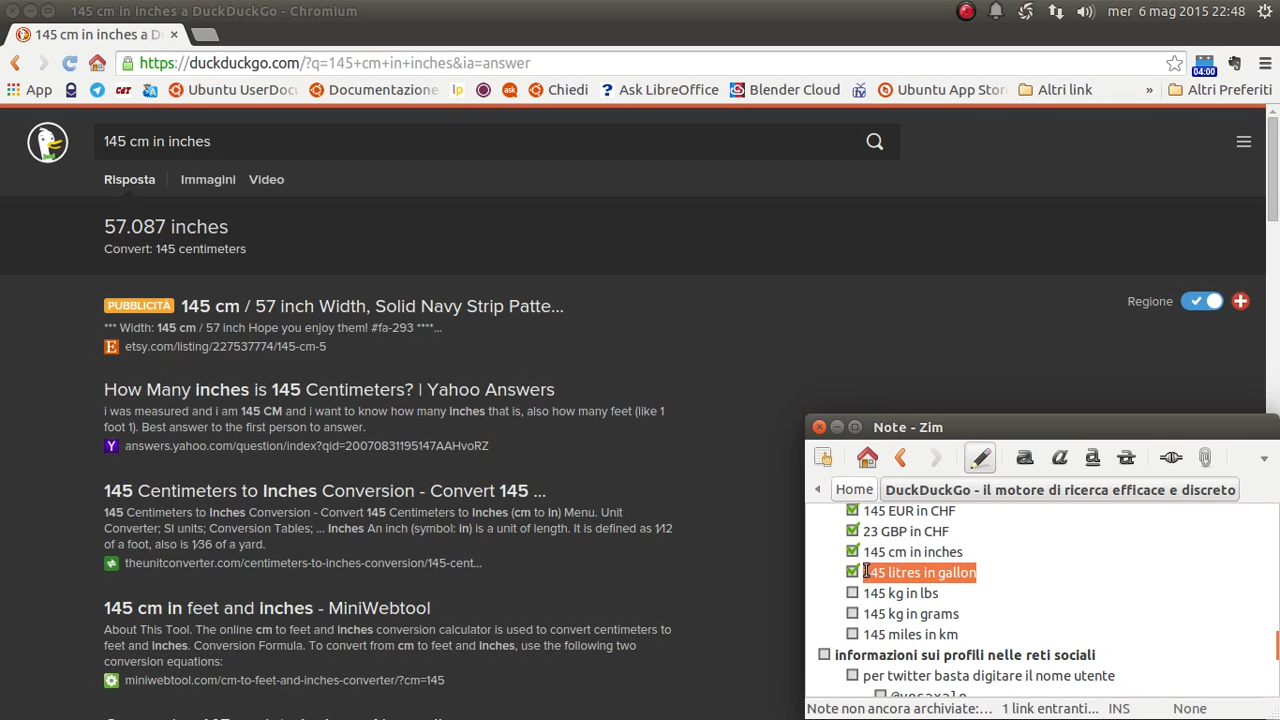 145 cm in inches a DuckDuckGo - Chromium
mer 6 mag 2015 22:48
145 cm in inches a D
https://duckduckgo.com/?q=145+cm+in+inches&ia=answer
04:00
App
Ubuntu UserDocu
Documentazione
Chiedi
Ask LibreOffice
Blender Cloud
Ubuntu App Stor
Altri link
»
Altri Preferiti
145 cm in inches
Risposta
Immagini
Video
57.087 inches
Convert: 145 centimeters
PUBBLICITÀ 145 cm / 57 inch Width, Solid Navy Strip Patte...
*** Width: 145 cm / 57 inch Hope you enjoy them! #fa-293 ****...
etsy.com/listing/227537774/145-cm-5
Regione
How Many inches is 145 Centimeters? | Yahoo Answers
i was measured and i am 145 CM and i want to know how many inches that is, also how many feet (like 1
foot 1). Best answer to the first person to answer.
answers.yahoo.com/question/index?qid=20070831195147AAHvoRZ
145 Centimeters to Inches Conversion - Convert 145 ...
145 Centimeters to Inches Conversion - Convert 145 Centimeters to Inches (cm to in) Menu. Unit
Converter; SI units; Conversion Tables; ... Inches An inch (symbol: in) is a unit of length. It is defined as 1⁄12
of a foot, also is 1⁄36 of a yard.
theunitconverter.com/centimeters-to-inches-conversion/145-cent...
145 cm in feet and inches - MiniWebtool
About This Tool. The online cm to feet and inches conversion calculator is used to convert centimeters to
feet and inches. Conversion Formula. To convert from cm to feet and inches, use the following two
conversion equations:
miniwebtool.com/cm-to-feet-and-inches-converter/?cm=145
Note - Zim
Home
DuckDuckGo - il motore di ricerca efficace e discreto
145 EUR in CHF
23 GBP in CHF
145 cm in inches
145 litres in gallon
145 kg in lbs
145 kg in grams
145 miles in km
informazioni sui profili nelle reti sociali
per twitter basta digitare il nome utente
Note non ancora archiviate:...
1 link entranti...
INS
None